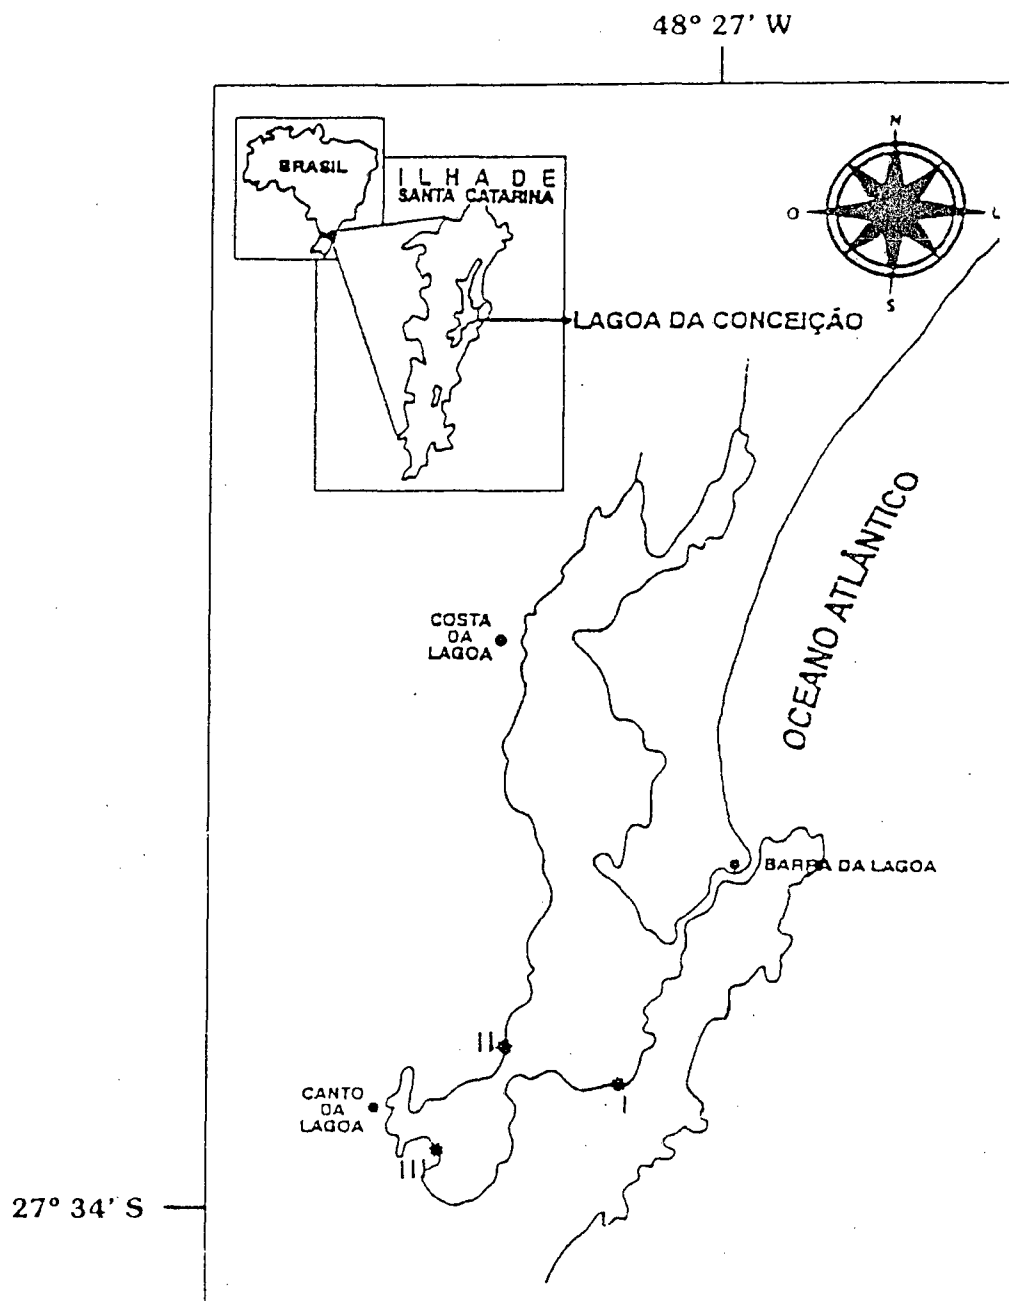 48° 27' W
BRASIL
ILHA DE
SANTA CATARINA
N
O
L
S
LAGOA DA CONCEIÇÃO
OCEANO ATLÂNTICO
COSTA
DA
LAGOA
BARRA DA LAGOA
II
I
CANTO
DA
LAGOA
III
27° 34' S